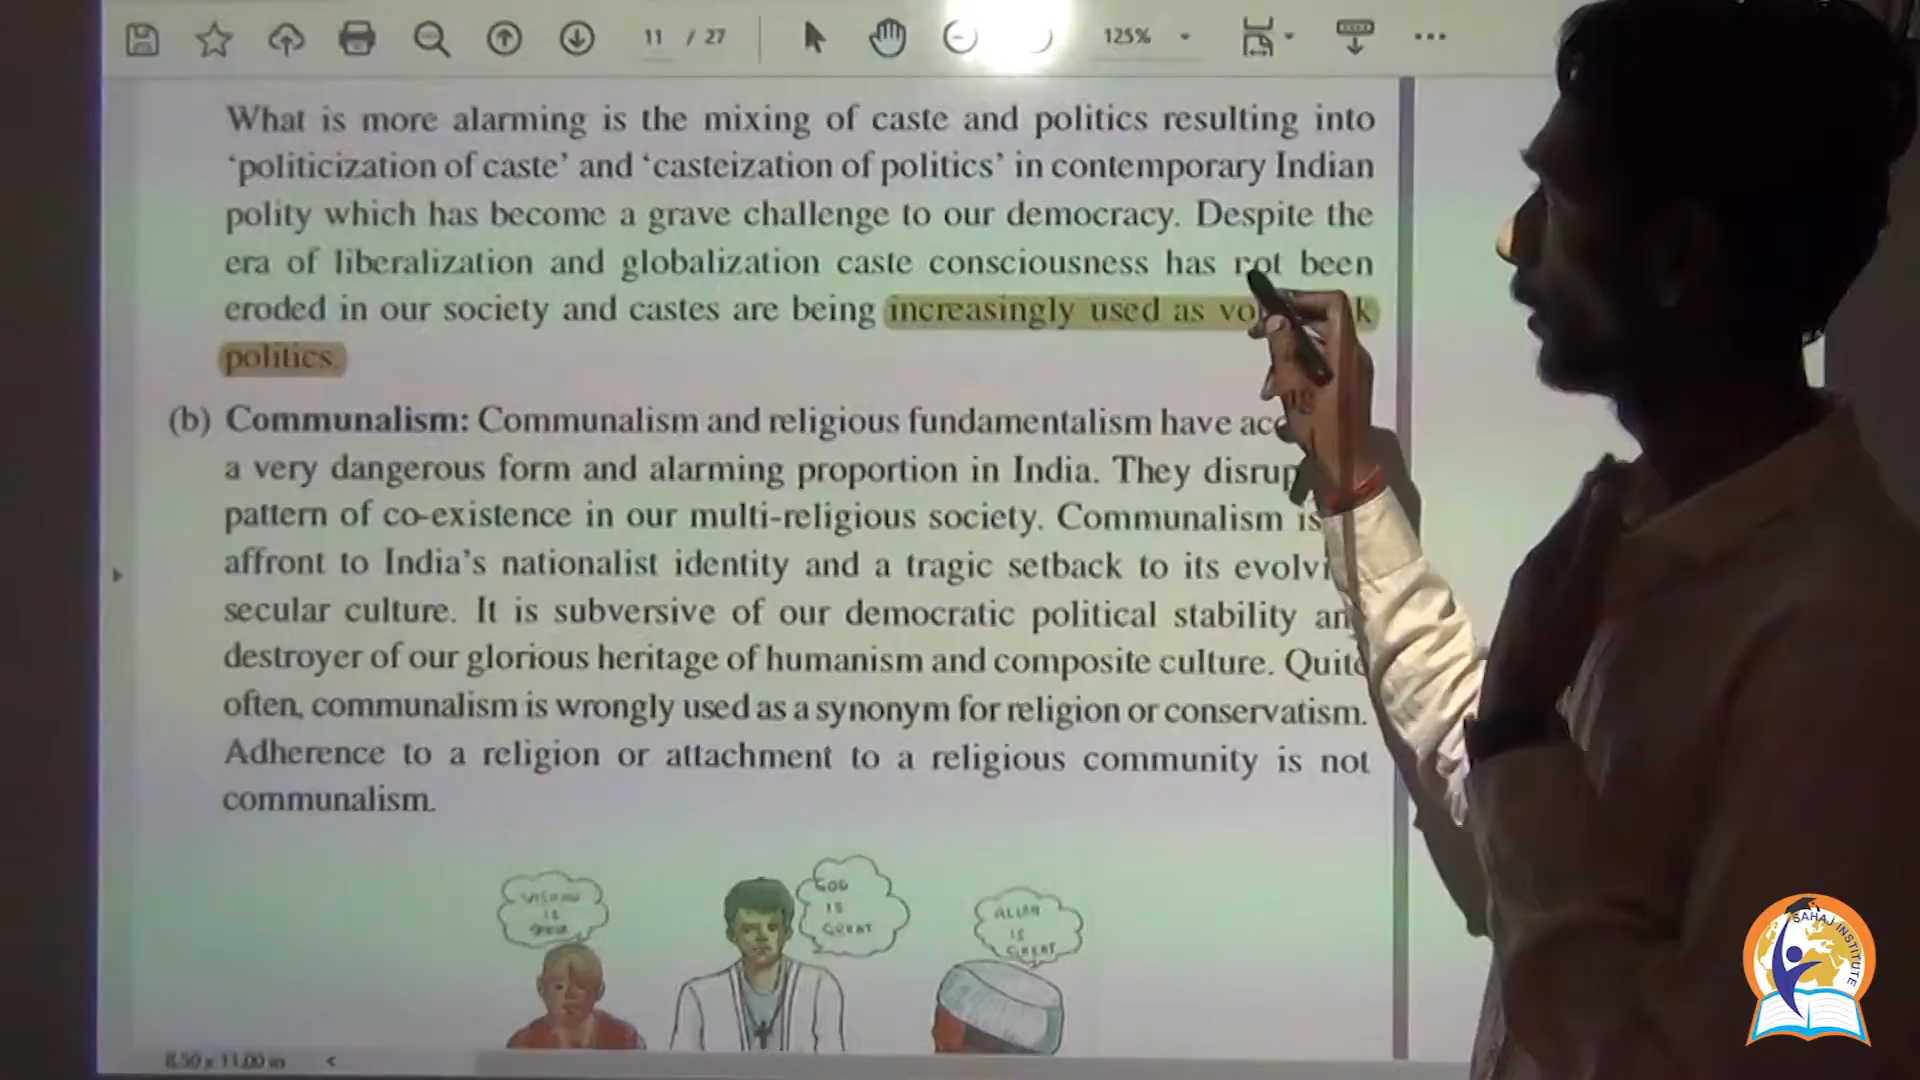 11 / 27
125%
What is more alarming is the mixing of caste and politics resulting into
‘politicization of caste’ and ‘casteization of politics’ in contemporary Indian
polity which has become a grave challenge to our democracy. Despite the
era of liberalization and globalization caste consciousness has not been
eroded in our society and castes are being increasingly used as
politics.
(b) Communalism: Communalism and religious fundamentalism have
a very dangerous form and alarming proportion in India. They
pattern of co-existence in our multi-religious society. Communalism is
affront to India’s nationalist identity and a tragic setback to its
secular culture. It is subversive of our democratic political stability
destroyer of our glorious heritage of humanism and composite culture. Quite
often, communalism is wrongly used as a synonym for religion or conservatism.
Adherence to a religion or attachment to a religious community is not
communalism.
GOD
IS
GREAT
IS
ALLAH
IS
GREAT
SAHAJ INSTITUTE
8.50 x 11.00 in